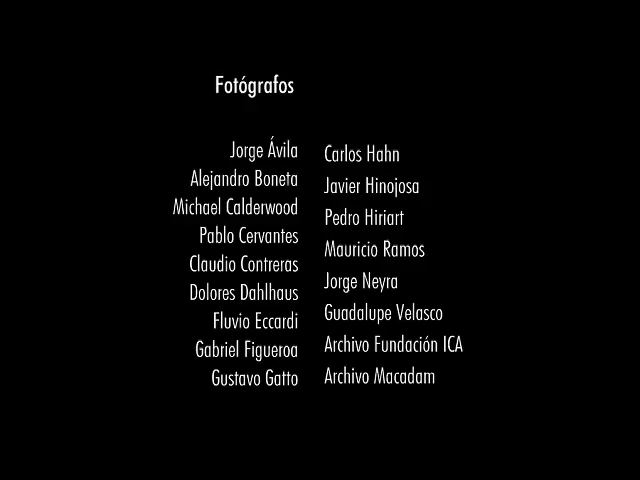 Fotógrafos
Jorge Ávila
Alejandro Boneta
Michael Calderwood
Pablo Cervantes
Claudio Contreras
Dolores Dahlhaus
Fluvio Eccardi
Gabriel Figueroa
Gustavo Gatto
Carlos Hahn
Javier Hinojosa
Pedro Hiriart
Mauricio Ramos
Jorge Neyra
Guadalupe Velasco
Archivo Fundación ICA
Archivo Macadam